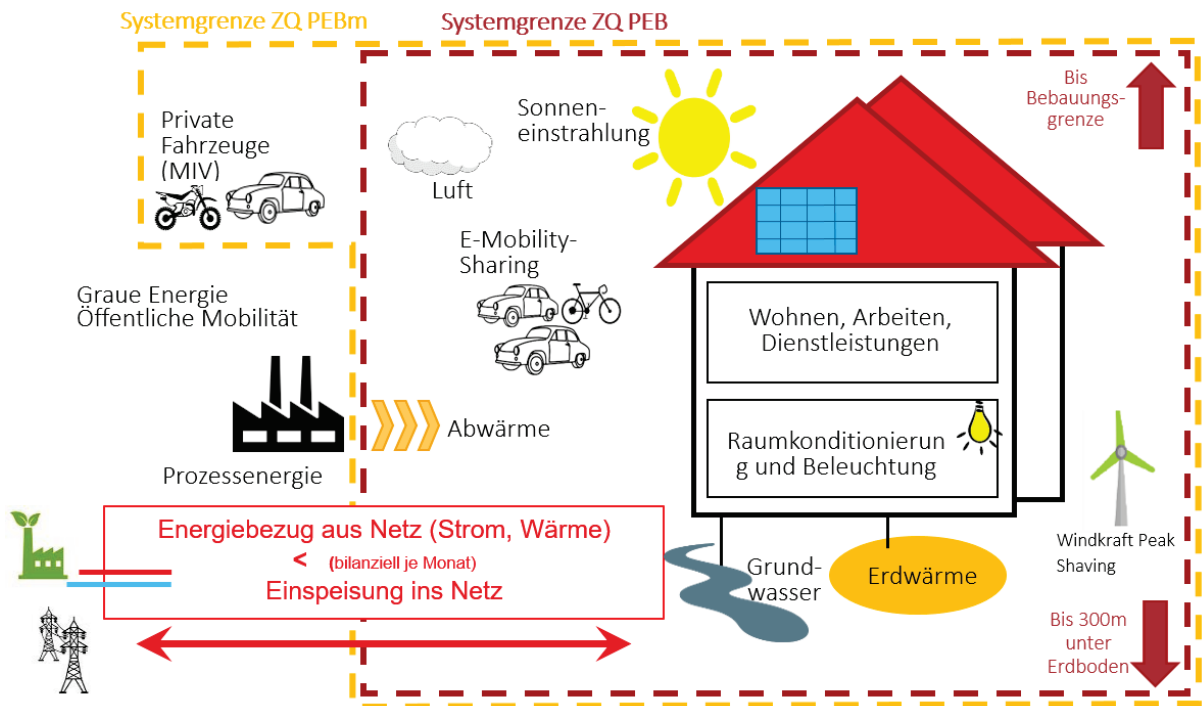 Systemgrenze ZQ PEBm
Systemgrenze ZQ PEB
Private
Fahrzeuge
(MIV)
Luft
Sonnen-
einstrahlung
Bis
Bebauungs-
grenze
E-Mobility-
Sharing
Graue Energie
Öffentliche Mobilität
Wohnen, Arbeiten,
Dienstleistungen
Abwärme
Raumkonditionierun
g und Beleuchtung
Prozessenergie
Energiebezug aus Netz (Strom, Wärme)
< (bilanziell je Monat)
Einspeisung ins Netz
Grund-
wasser
Erdwärme
Windkraft Peak
Shaving
Bis 300m
unter
Erdboden